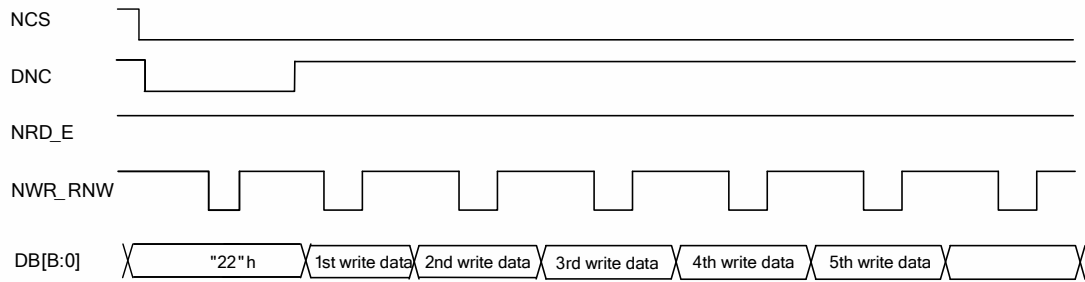 NCS
DNC
NRD_E
NWR_RNW
DB[B:0] "22"h 1st write data 2nd write data 3rd write data 4th write data 5th write data